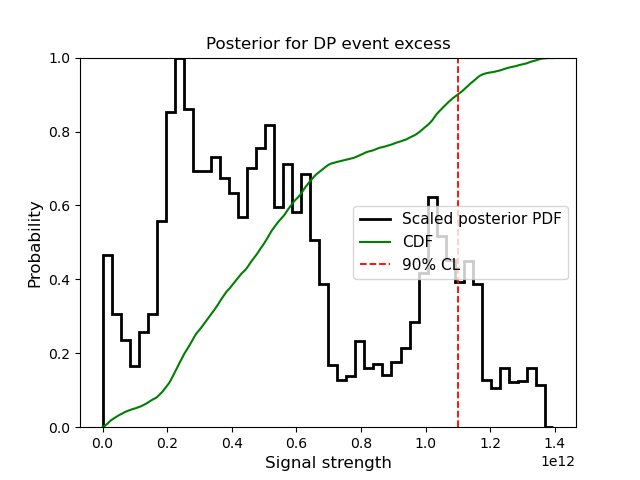 Posterior for DP event excess
1.0
0.8
0.6
0.4
0.2
0.0
Probability
Scaled posterior PDF
CDF
90% CL
0.0 0.2 0.4 0.6 0.8 1.0 1.2 1.4
1e12
Signal strength